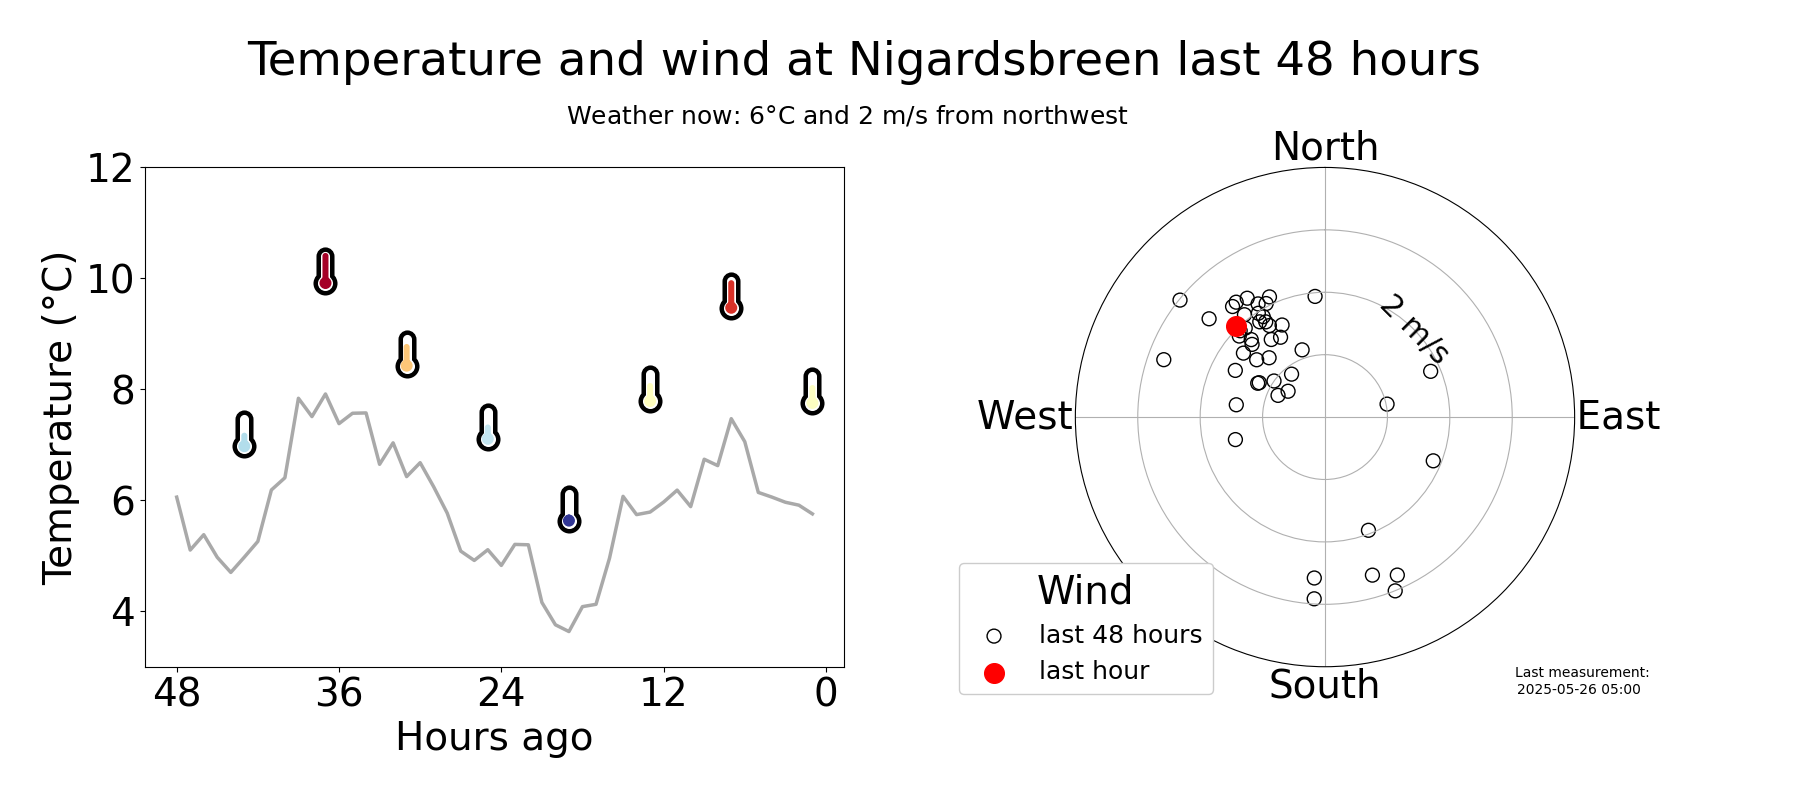 Temperature and wind at Nigardsbreen last 48 hours
Weather now: 6°C and 2 m/s from northwest
12
10
8
6
4
Temperature (°C)
48 36 24 12 0
Hours ago
North
2 m/s
West
East
South
Wind
last 48 hours
last hour
Last measurement:
2025-05-26 05:00